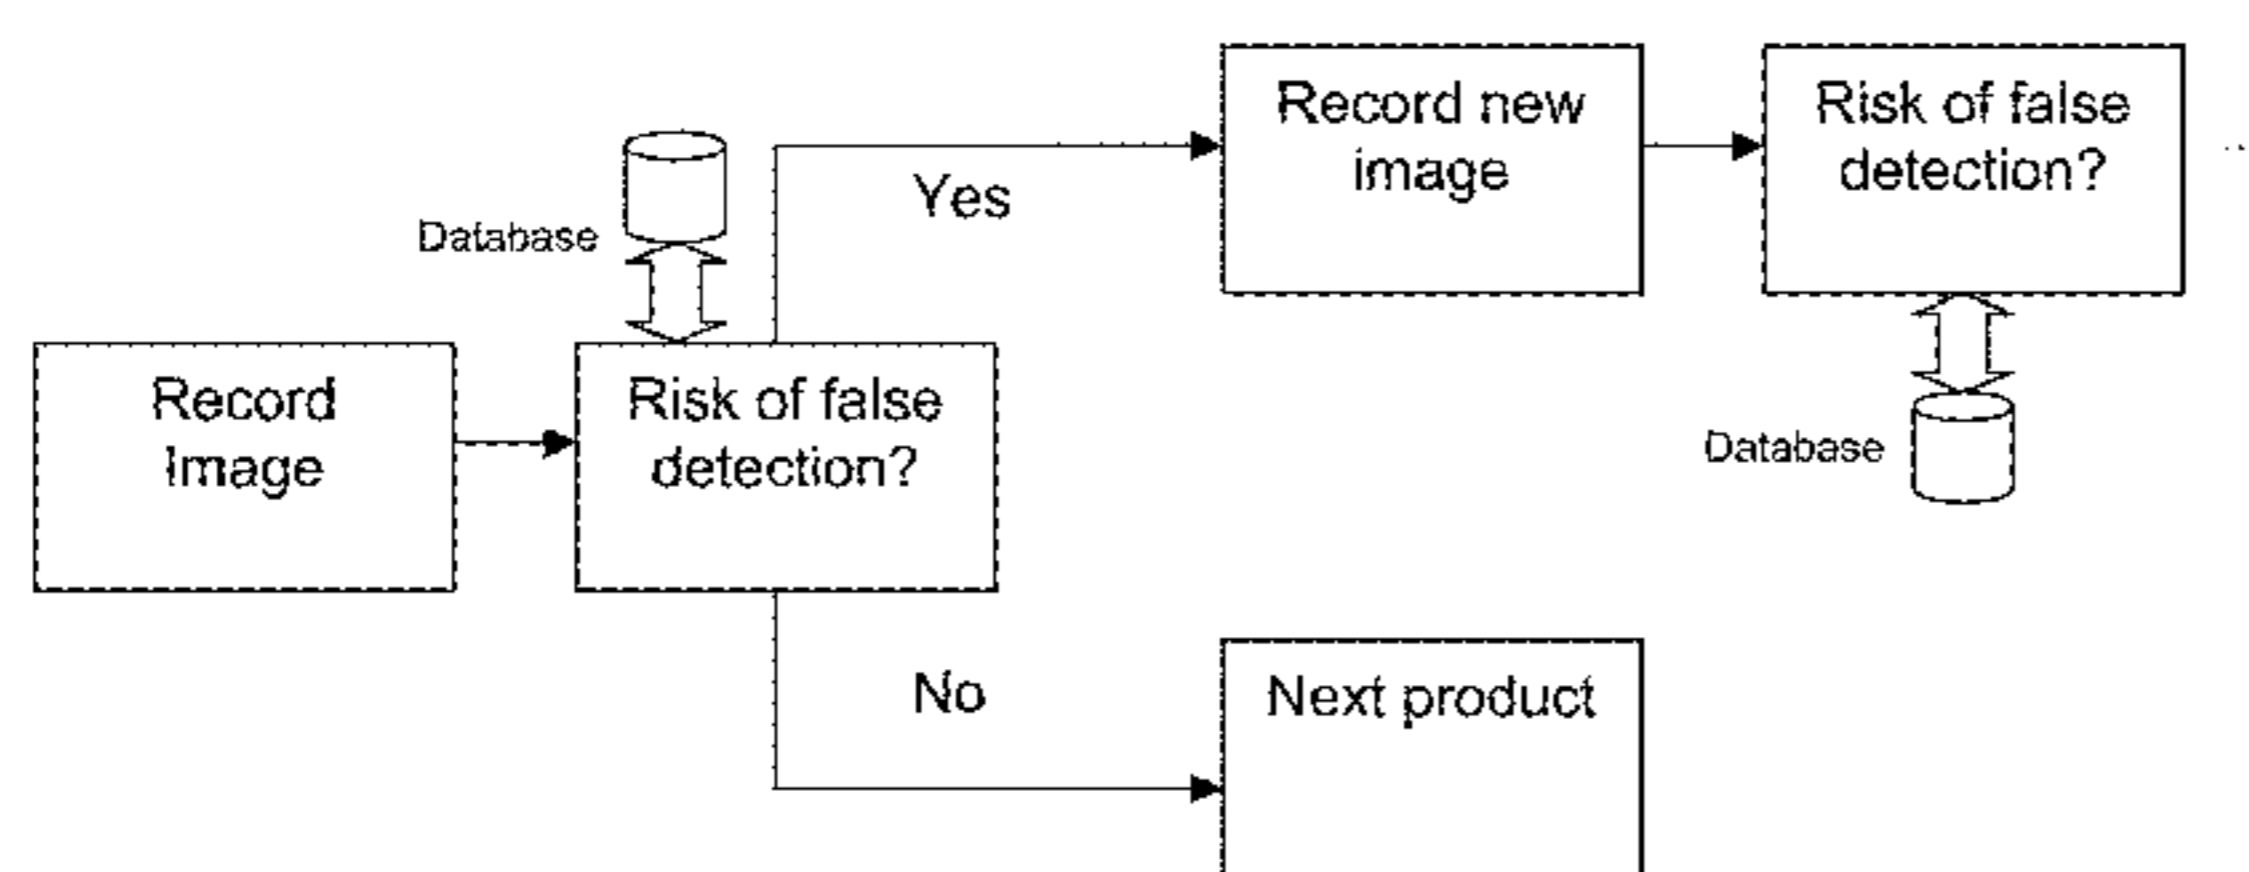 Record new
image
Risk of false
detection?
Yes
Database
Record
Image
Risk of false
detection?
Database
No
Next product